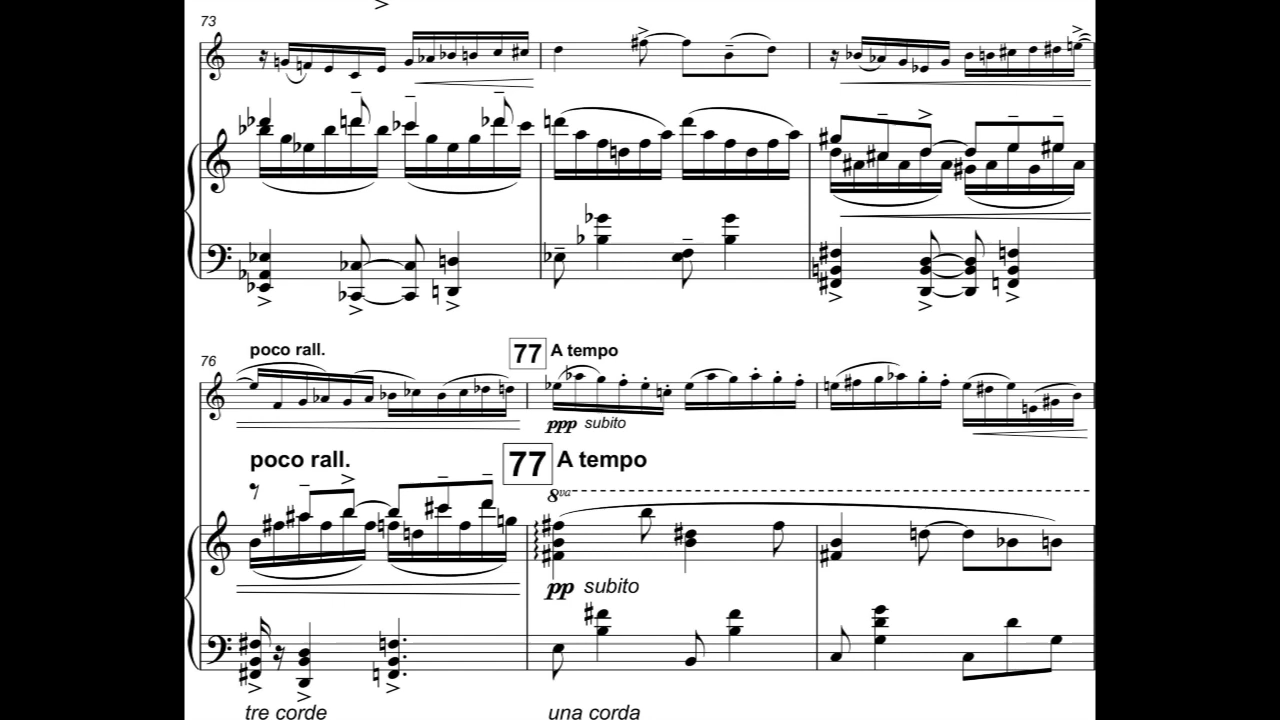 73
76
poco rall.
77 A tempo
ppp subito
poco rall.
77 A tempo
8va
pp subito
tre corde
una corda